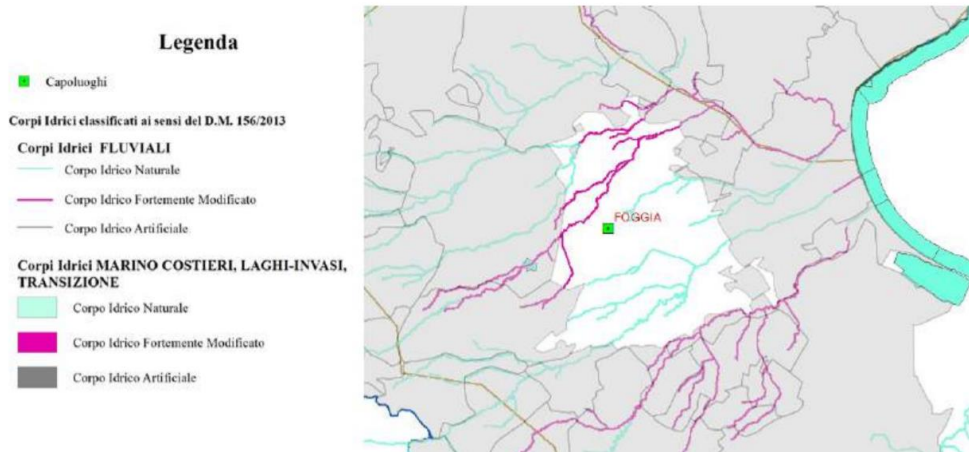 Legenda
Capoluoghi
Corpi Idrici classificati ai sensi del D.M. 156/2013
Corpi Idrici FLUVIALI
Corpo Idrico Naturale
Corpo Idrico Fortemente Modificato
Corpo Idrico Artificiale
Corpi Idrici MARINO COSTIERI, LAGHI-INVASI,
TRANSIZIONE
Corpo Idrico Naturale
Corpo Idrico Fortemente Modificato
Corpo Idrico Artificiale
FOGGIA